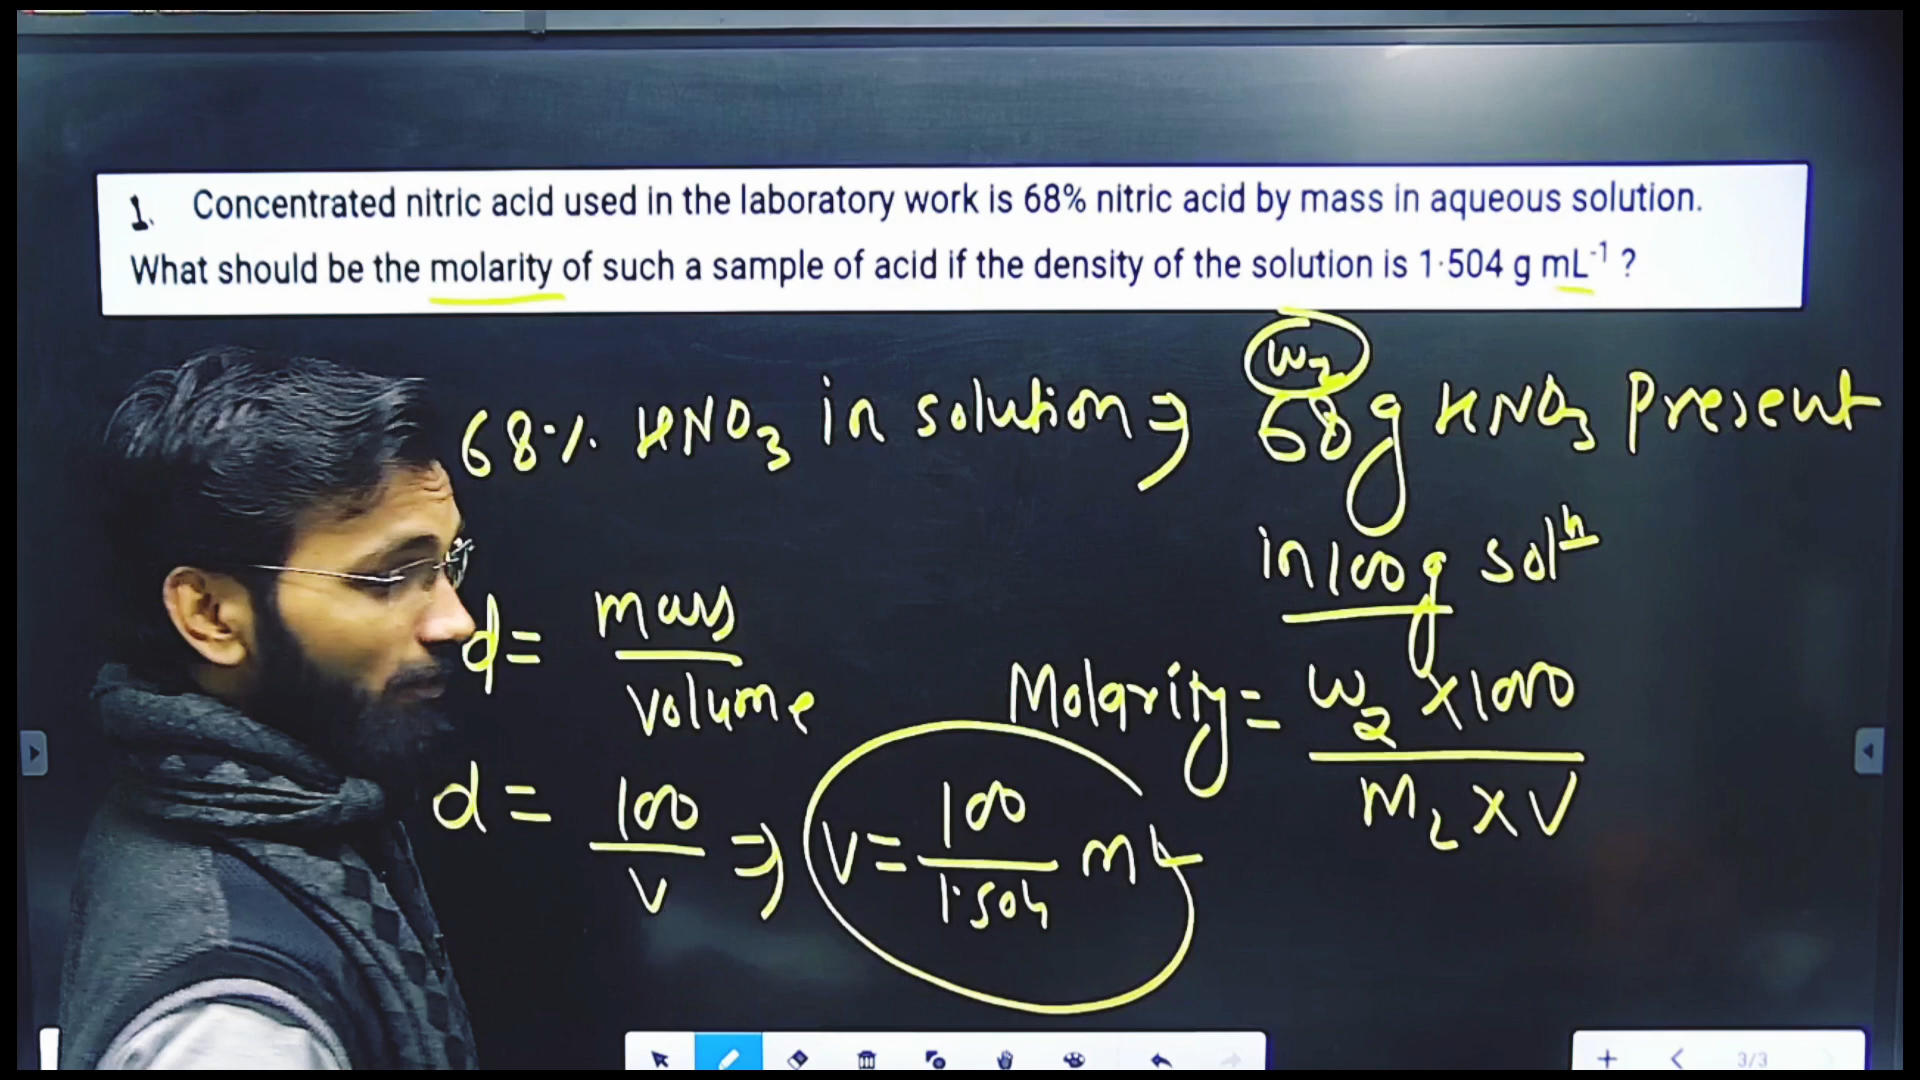 1. Concentrated nitric acid used in the laboratory work is 68% nitric acid by mass in aqueous solution.
What should be the molarity of such a sample of acid if the density of the solution is 1·504 g mL⁻¹ ?
w₂
68% HNO₃ in solution ⇒ 68g HNO₃ Present
in 100g solⁿ
d = mass / volume
Molarity = w₂ × 1000 / M₂ × V
d = 100 / V ⇒ V = 100 / 1.504 mL
3/3